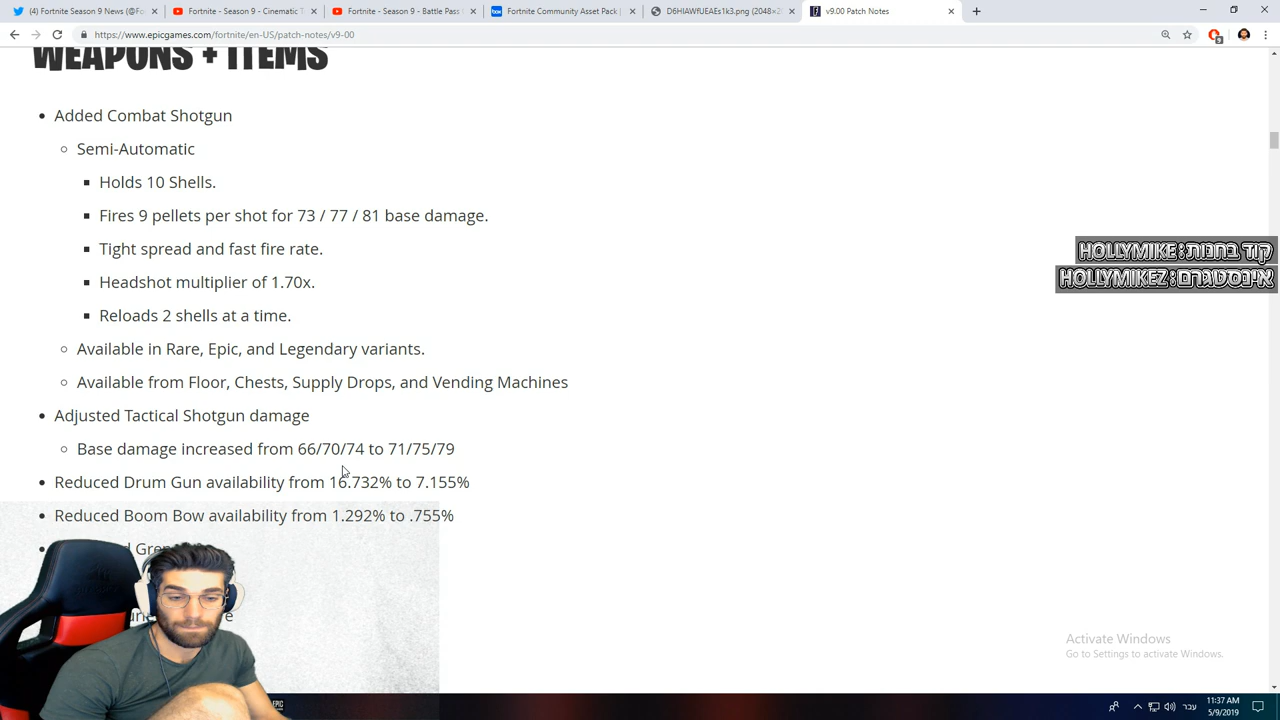 (4) Fortnite Season 9 News (@Fo
Fortnite - Season 9 - Cinematic T
Fortnite - Season 9 - Battle Pass
Fortnite Community Asset Pack |
D6HIAWfUEAEs1k3.png (2048×2
v9.00 Patch Notes
https://www.epicgames.com/fortnite/en-US/patch-notes/v9-00
WEAPONS + ITEMS
Added Combat Shotgun
Semi-Automatic
Holds 10 Shells.
Fires 9 pellets per shot for 73 / 77 / 81 base damage.
Tight spread and fast fire rate.
Headshot multiplier of 1.70x.
Reloads 2 shells at a time.
Available in Rare, Epic, and Legendary variants.
Available from Floor, Chests, Supply Drops, and Vending Machines
Adjusted Tactical Shotgun damage
Base damage increased from 66/70/74 to 71/75/79
Reduced Drum Gun availability from 16.732% to 7.155%
Reduced Boom Bow availability from 1.292% to .755%
קוד בחנות: HOLLYMIKE
אינסטגרם: HOLLYMIKEZ
Activate Windows
Go to Settings to activate Windows.
EPIC
עבר
11:37 AM
5/9/2019